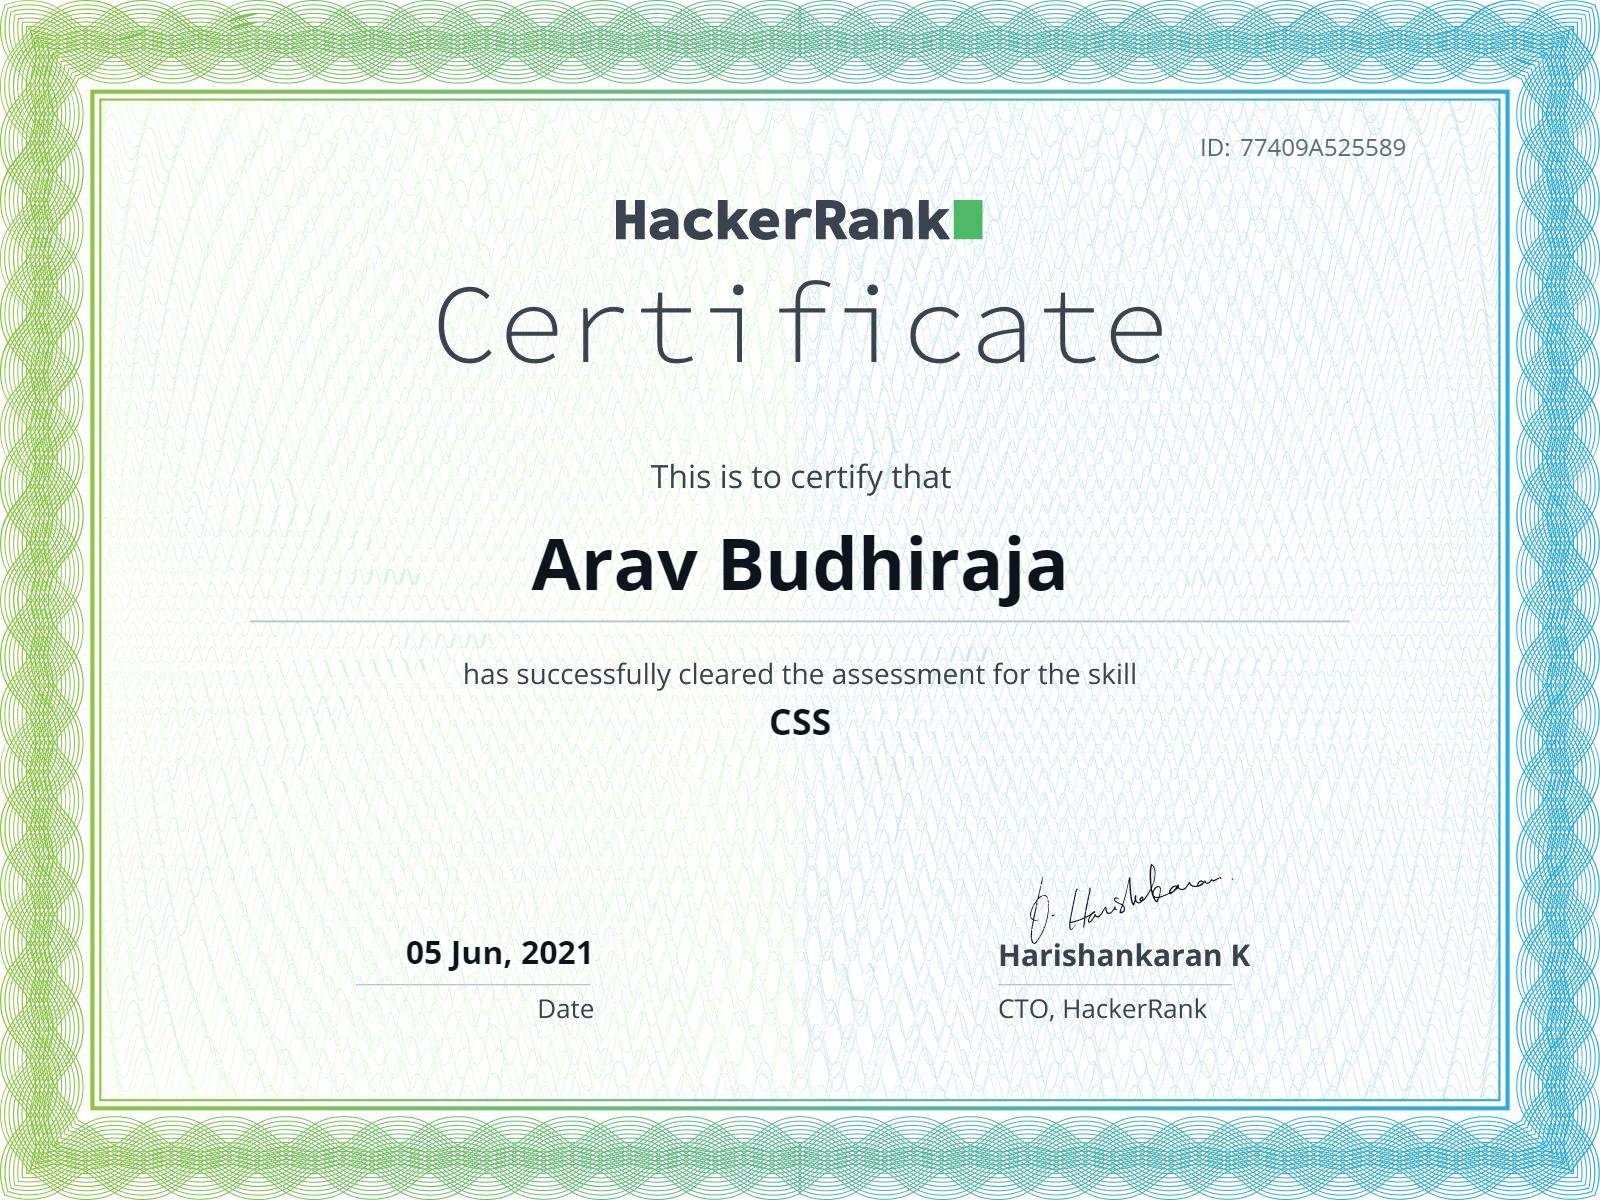 ID: 77409A525589
HackerRank
Certificate
This is to certify that
Arav Budhiraja
has successfully cleared the assessment for the skill
CSS
05 Jun, 2021
Date
Harishankaran K
CTO, HackerRank